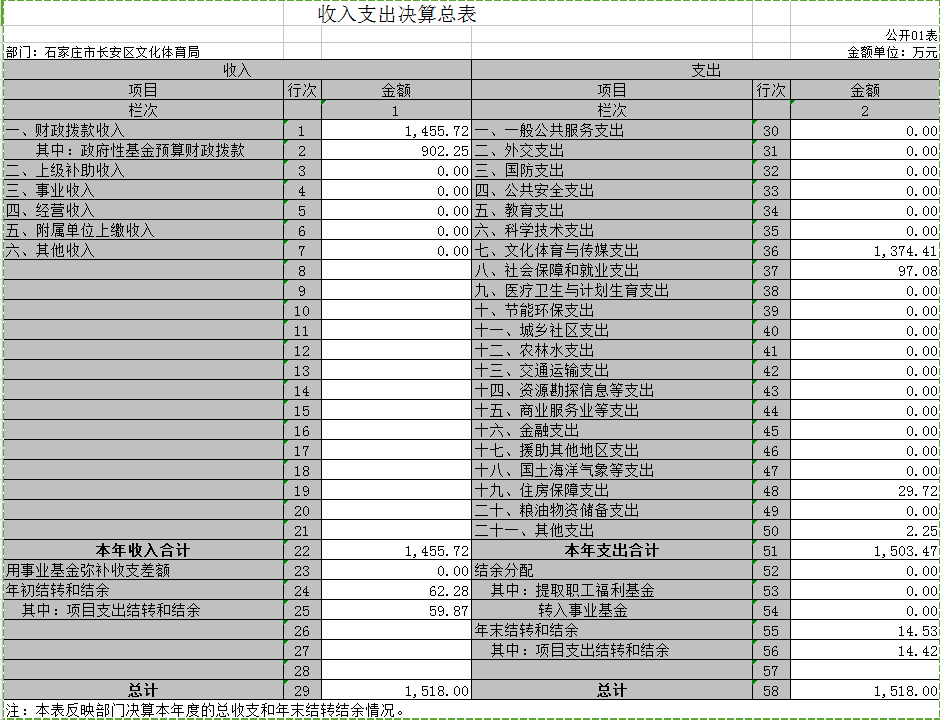 收入支出决算总表
公开01表
部门：石家庄市长安区文化体育局 金额单位：万元
收入 支出
项目 行次 金额 项目 行次 金额
栏次 1 栏次 2
一、财政拨款收入 1 1,455.72 一、一般公共服务支出 30 0.00
其中：政府性基金预算财政拨款 2 902.25 二、外交支出 31 0.00
二、上级补助收入 3 0.00 三、国防支出 32 0.00
三、事业收入 4 0.00 四、公共安全支出 33 0.00
四、经营收入 5 0.00 五、教育支出 34 0.00
五、附属单位上缴收入 6 0.00 六、科学技术支出 35 0.00
六、其他收入 7 0.00 七、文化体育与传媒支出 36 1,374.41
8 八、社会保障和就业支出 37 97.08
9 九、医疗卫生与计划生育支出 38 0.00
10 十、节能环保支出 39 0.00
11 十一、城乡社区支出 40 0.00
12 十二、农林水支出 41 0.00
13 十三、交通运输支出 42 0.00
14 十四、资源勘探信息等支出 43 0.00
15 十五、商业服务业等支出 44 0.00
16 十六、金融支出 45 0.00
17 十七、援助其他地区支出 46 0.00
18 十八、国土海洋气象等支出 47 0.00
19 十九、住房保障支出 48 29.72
20 二十、粮油物资储备支出 49 0.00
21 二十一、其他支出 50 2.25
本年收入合计 22 1,455.72 本年支出合计 51 1,503.47
用事业基金弥补收支差额 23 0.00 结余分配 52 0.00
年初结转和结余 24 62.28 其中：提取职工福利基金 53 0.00
其中：项目支出结转和结余 25 59.87 转入事业基金 54 0.00
26 年末结转和结余 55 14.53
27 其中：项目支出结转和结余 56 14.42
28 57
总计 29 1,518.00 总计 58 1,518.00
注：本表反映部门决算本年度的总收支和年末结转结余情况。